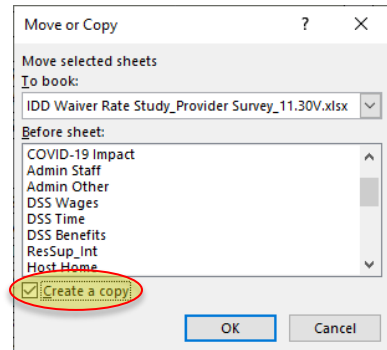 Move or Copy ? ×
Move selected sheets
To book:
IDD Waiver Rate Study_Provider Survey_11.30V.xlsx
Before sheet:
COVID-19 Impact
Admin Staff
Admin Other
DSS Wages
DSS Time
DSS Benefits
ResSup_Int
Host Home
Create a copy
OK Cancel